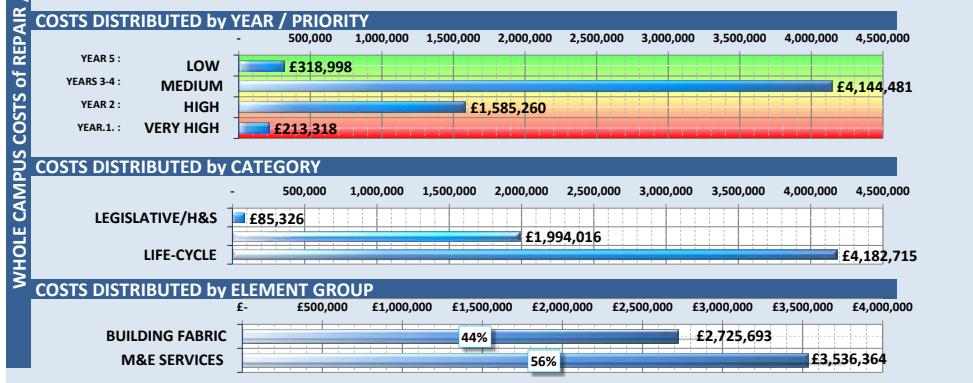 WHOLE CAMPUS COSTS of REPAIR
COSTS DISTRIBUTED by YEAR / PRIORITY
- 500,000 1,000,000 1,500,000 2,000,000 2,500,000 3,000,000 3,500,000 4,000,000 4,500,000
YEAR 5 : LOW £318,998
YEARS 3-4 : MEDIUM £4,144,481
YEAR 2 : HIGH £1,585,260
YEAR.1. : VERY HIGH £213,318
COSTS DISTRIBUTED by CATEGORY
- 500,000 1,000,000 1,500,000 2,000,000 2,500,000 3,000,000 3,500,000 4,000,000 4,500,000
LEGISLATIVE/H&S £85,326
£1,994,016
LIFE-CYCLE £4,182,715
COSTS DISTRIBUTED by ELEMENT GROUP
£- £500,000 £1,000,000 £1,500,000 £2,000,000 £2,500,000 £3,000,000 £3,500,000 £4,000,000
BUILDING FABRIC 44% £2,725,693
M&E SERVICES 56% £3,536,364